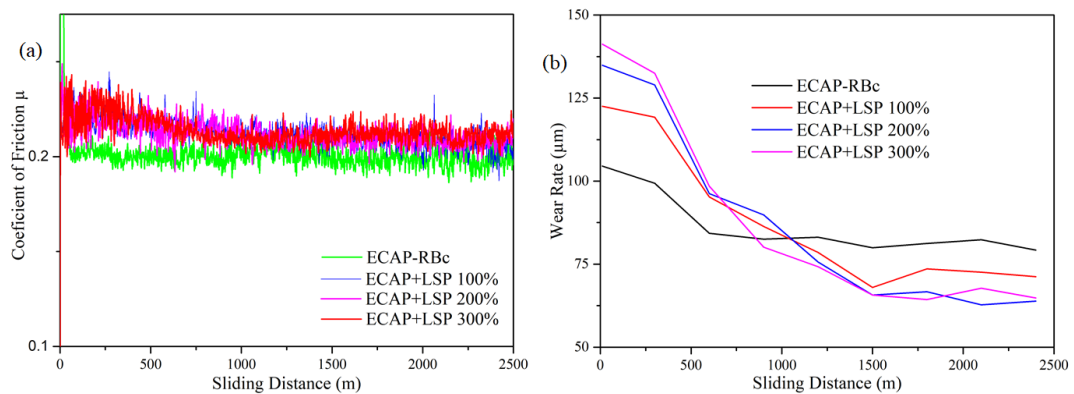 (a)
Coefficient of Friction μ
0.2
0.1
ECAP-RBc
ECAP+LSP 100%
ECAP+LSP 200%
ECAP+LSP 300%
0 500 1000 1500 2000 2500
Sliding Distance (m)
(b)
Wear Rate (μm)
150
125
100
75
50
ECAP-RBc
ECAP+LSP 100%
ECAP+LSP 200%
ECAP+LSP 300%
0 500 1000 1500 2000 2500
Sliding Distance (m)